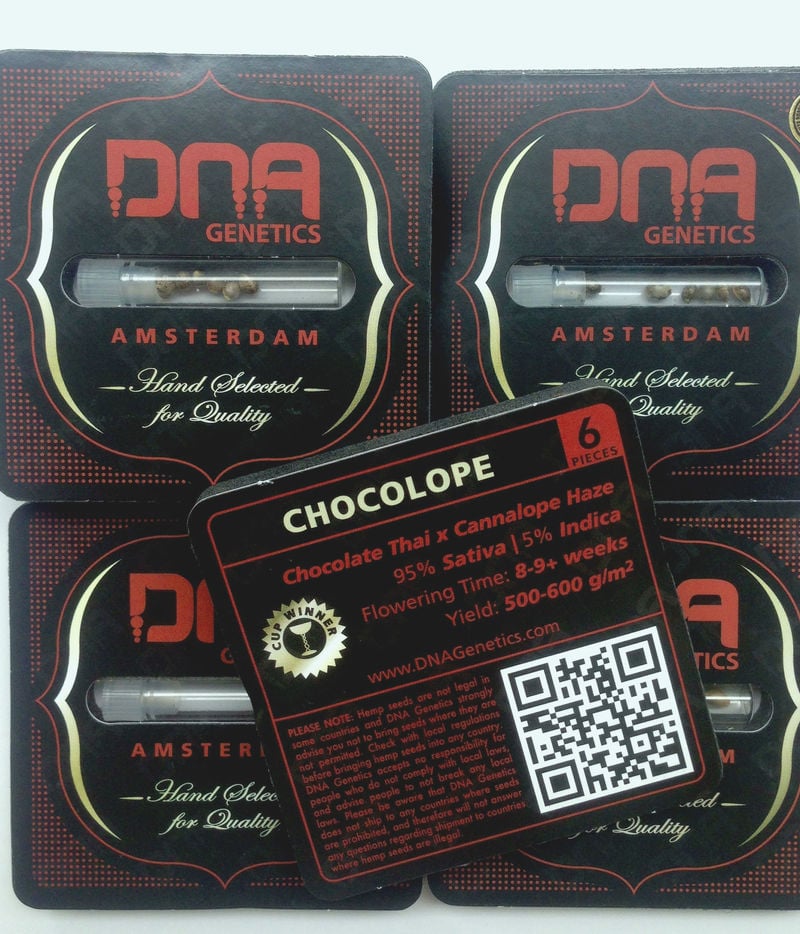 DNA
GENETICS
AMSTERDAM
Hand Selected
for Quality
DNA
GENETICS
AMSTERDAM
Hand Selected
Quality
6
PIECES
CHOCOLOPE
Chocolate Thai x Cannalope Haze
95% Sativa | 5% Indica
Flowering Time: 8-9+ weeks
Yield: 500-600 g/m²
CUP WINNER
www.DNAGenetics.com
PLEASE NOTE: Hemp seeds are not legal in
some countries and DNA Genetics strongly
advise you not to bring seeds where they are
not permitted. Check with local regulations
before bringing hemp seeds into any country.
DNA Genetics accepts no responsibility for
people who do not comply with local laws,
and advise people to not break any local
laws. Please be aware that DNA Genetics
does not ship to any countries where seeds
are prohibited, and therefore will not answer
any questions regarding shipment to countries
where hemp seeds are illegal.
DN
G
AMSTER
Hand Selec
for Quality
A
TICS
M
ed
Quality